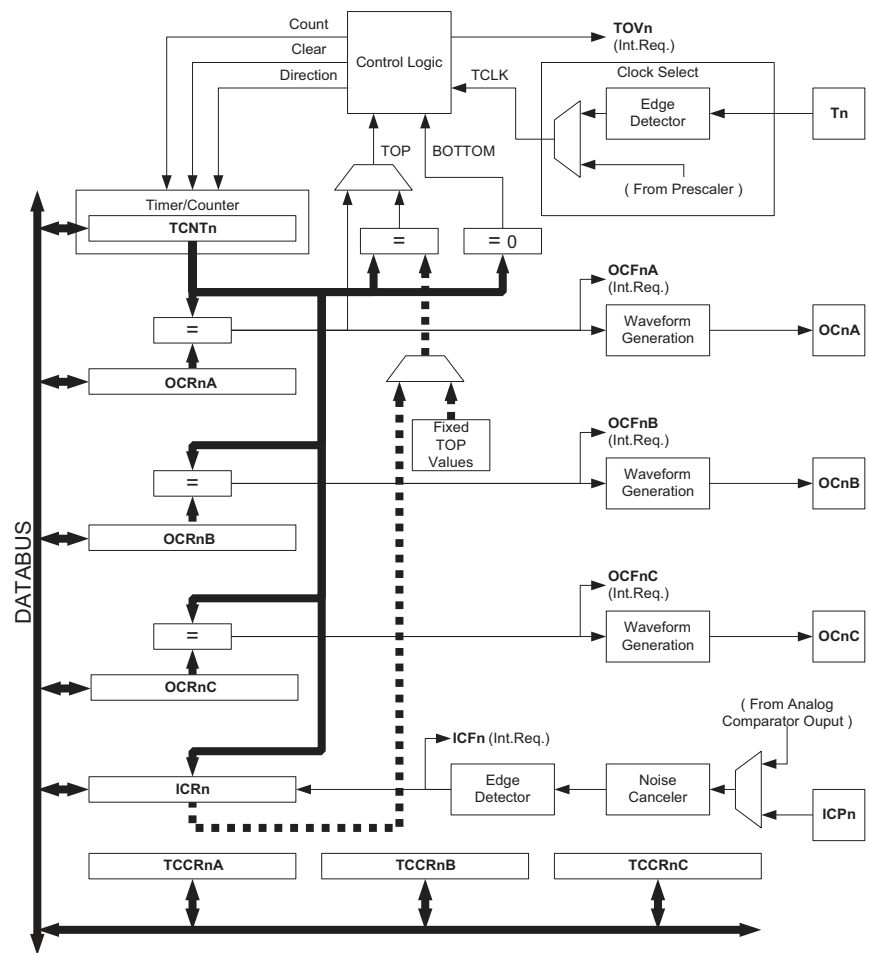 Count
Clear
Direction
Control Logic
TOVn
(Int.Req.)
TCLK
Clock Select
Edge
Detector
Tn
( From Prescaler )
TOP
BOTTOM
Timer/Counter
TCNTn
=
= 0
=
OCRnA
OCFnA
(Int.Req.)
Waveform
Generation
OCnA
Fixed
TOP
Values
=
OCRnB
OCFnB
(Int.Req.)
Waveform
Generation
OCnB
DATABUS
=
OCRnC
OCFnC
(Int.Req.)
Waveform
Generation
OCnC
( From Analog
Comparator Ouput )
ICFn (Int.Req.)
ICRn
Edge
Detector
Noise
Canceler
ICPn
TCCRnA
TCCRnB
TCCRnC